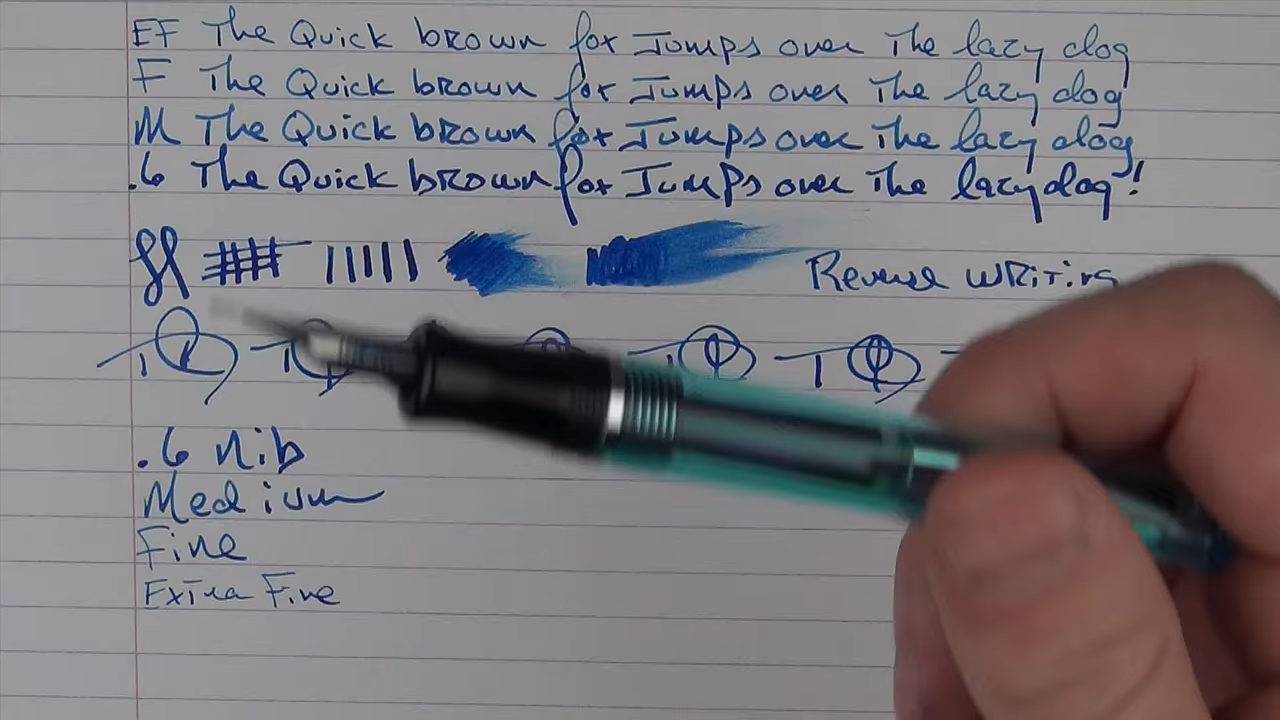 EF The Quick brown fox Jumps over The lazy dog
F The Quick brown fox Jumps over The lazy dog
M The Quick brown fox Jumps over The lazy dog
.6 The Quick brown fox Jumps over The lazy dog!
Reverse writing
.6 Nib
Medium
Fine
Extra Fine